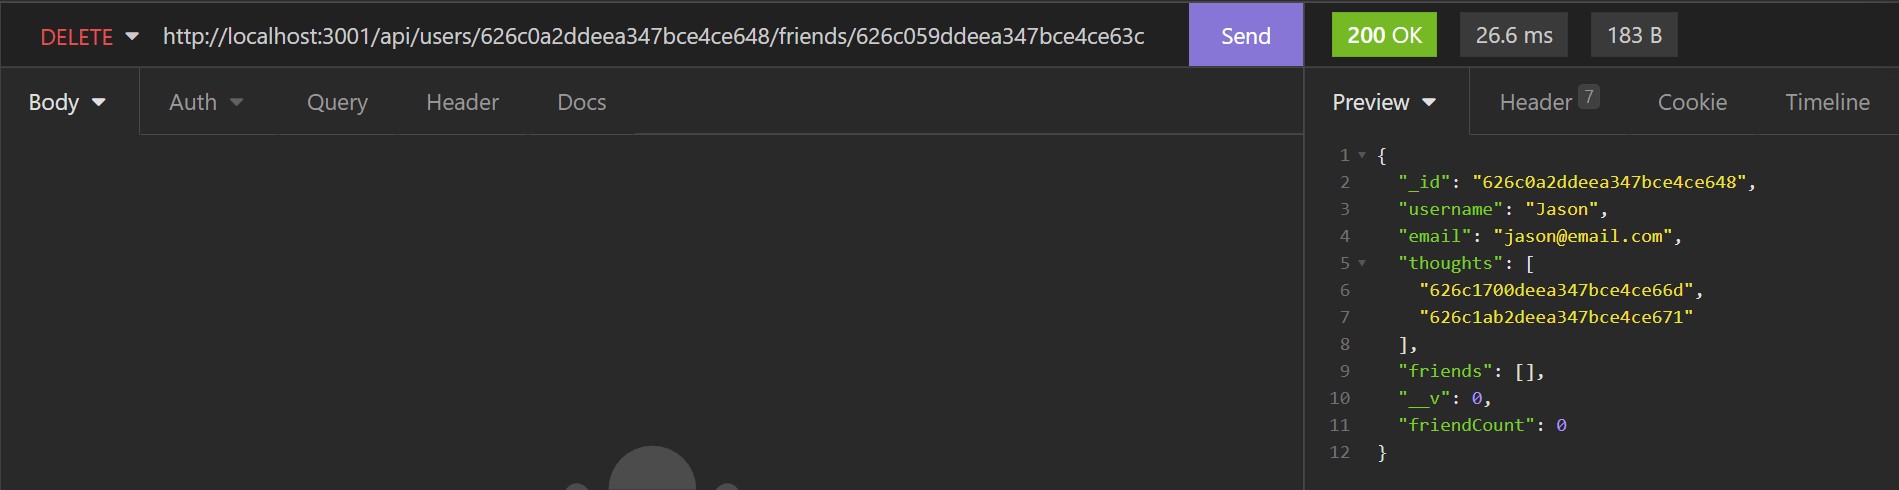 DELETE http://localhost:3001/api/users/626c0a2ddeea347bce4ce648/friends/626c059ddeea347bce4ce63c Send 200 OK 26.6 ms 183 B
Body Auth Query Header Docs Preview Header 7 Cookie Timeline
1 {
2 "_id": "626c0a2ddeea347bce4ce648",
3 "username": "Jason",
4 "email": "jason@email.com",
5 "thoughts": [
6 "626c1700deea347bce4ce66d",
7 "626c1ab2deea347bce4ce671"
8 ],
9 "friends": [],
10 "__v": 0,
11 "friendCount": 0
12 }